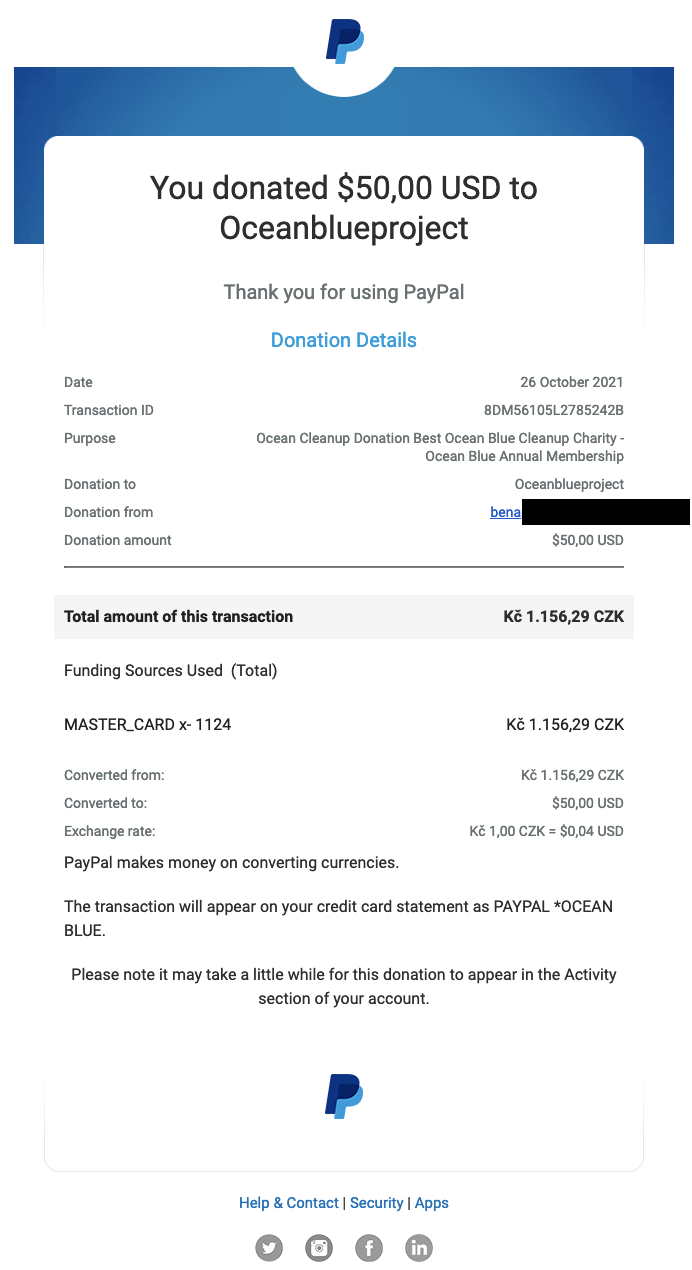 You donated $50,00 USD to
Oceanblueproject
Thank you for using PayPal
Donation Details
Date 26 October 2021
Transaction ID 8DM56105L2785242B
Purpose Ocean Cleanup Donation Best Ocean Blue Cleanup Charity -
Ocean Blue Annual Membership
Donation to Oceanblueproject
Donation from bena
Donation amount $50,00 USD
Total amount of this transaction Kč 1.156,29 CZK
Funding Sources Used (Total)
MASTER_CARD x- 1124 Kč 1.156,29 CZK
Converted from: Kč 1.156,29 CZK
Converted to: $50,00 USD
Exchange rate: Kč 1,00 CZK = $0,04 USD
PayPal makes money on converting currencies.
The transaction will appear on your credit card statement as PAYPAL *OCEAN
BLUE.
Please note it may take a little while for this donation to appear in the Activity
section of your account.
Help & Contact | Security | Apps